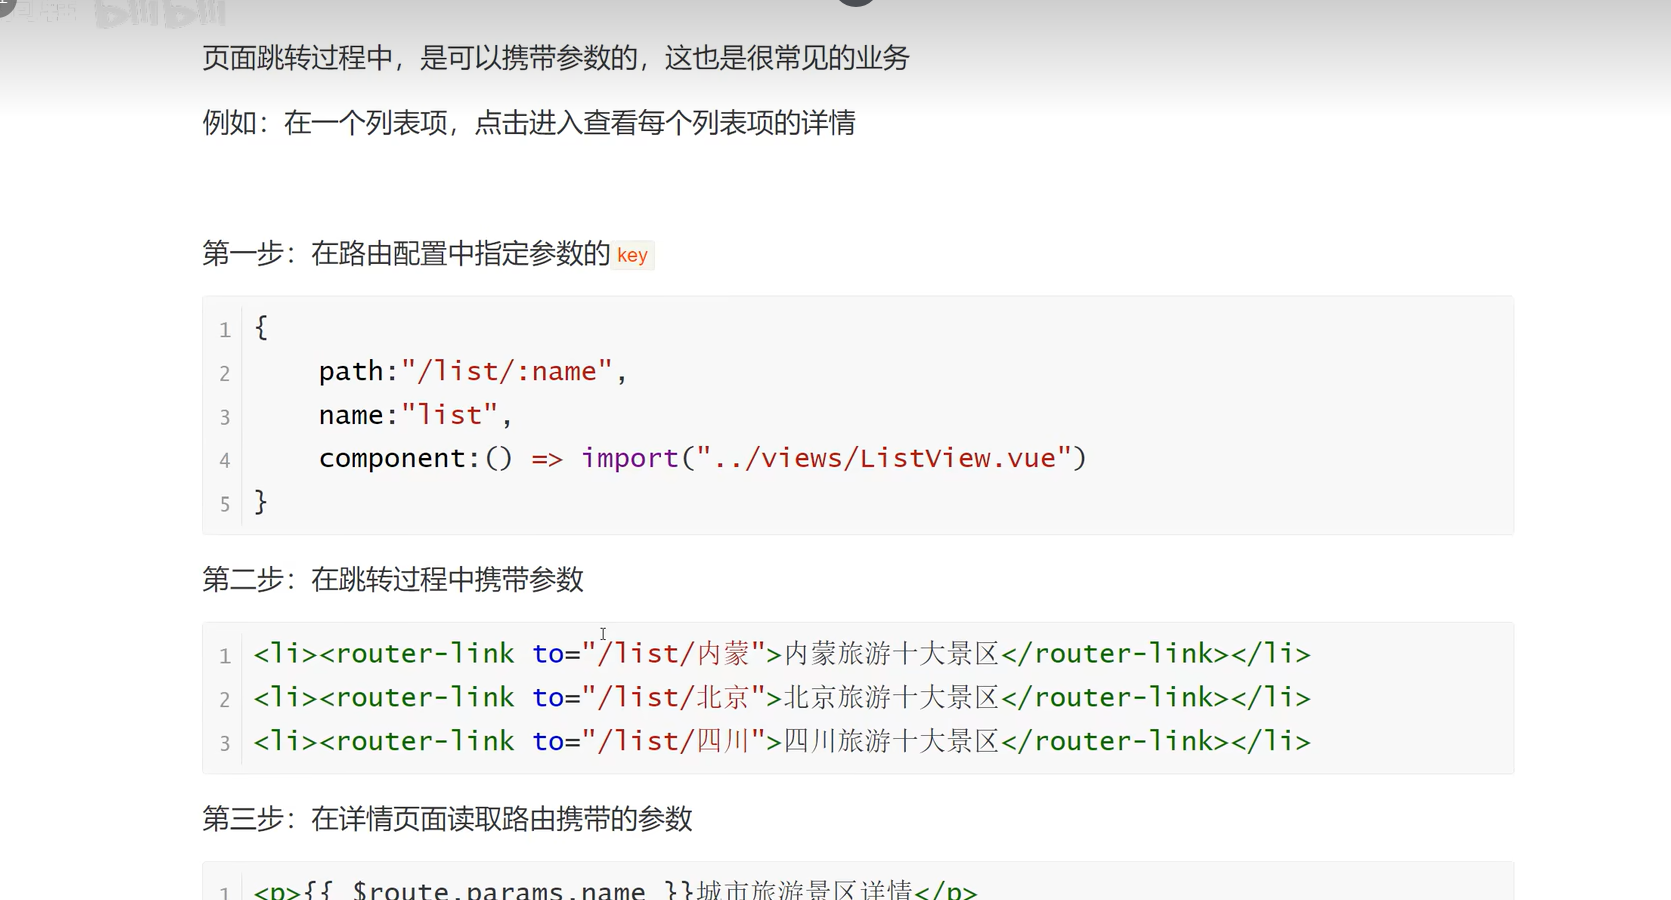 页面跳转过程中，是可以携带参数的，这也是很常见的业务
例如：在一个列表项，点击进入查看每个列表项的详情
第一步：在路由配置中指定参数的 key
1 {
2     path:"/list/:name",
3     name:"list",
4     component:() => import("../views/ListView.vue")
5 }
第二步：在跳转过程中携带参数
1 <li><router-link to="/list/内蒙">内蒙旅游十大景区</router-link></li>
2 <li><router-link to="/list/北京">北京旅游十大景区</router-link></li>
3 <li><router-link to="/list/四川">四川旅游十大景区</router-link></li>
第三步：在详情页面读取路由携带的参数
1 <p>{{ $route.params.name }}城市旅游景区详情</p>